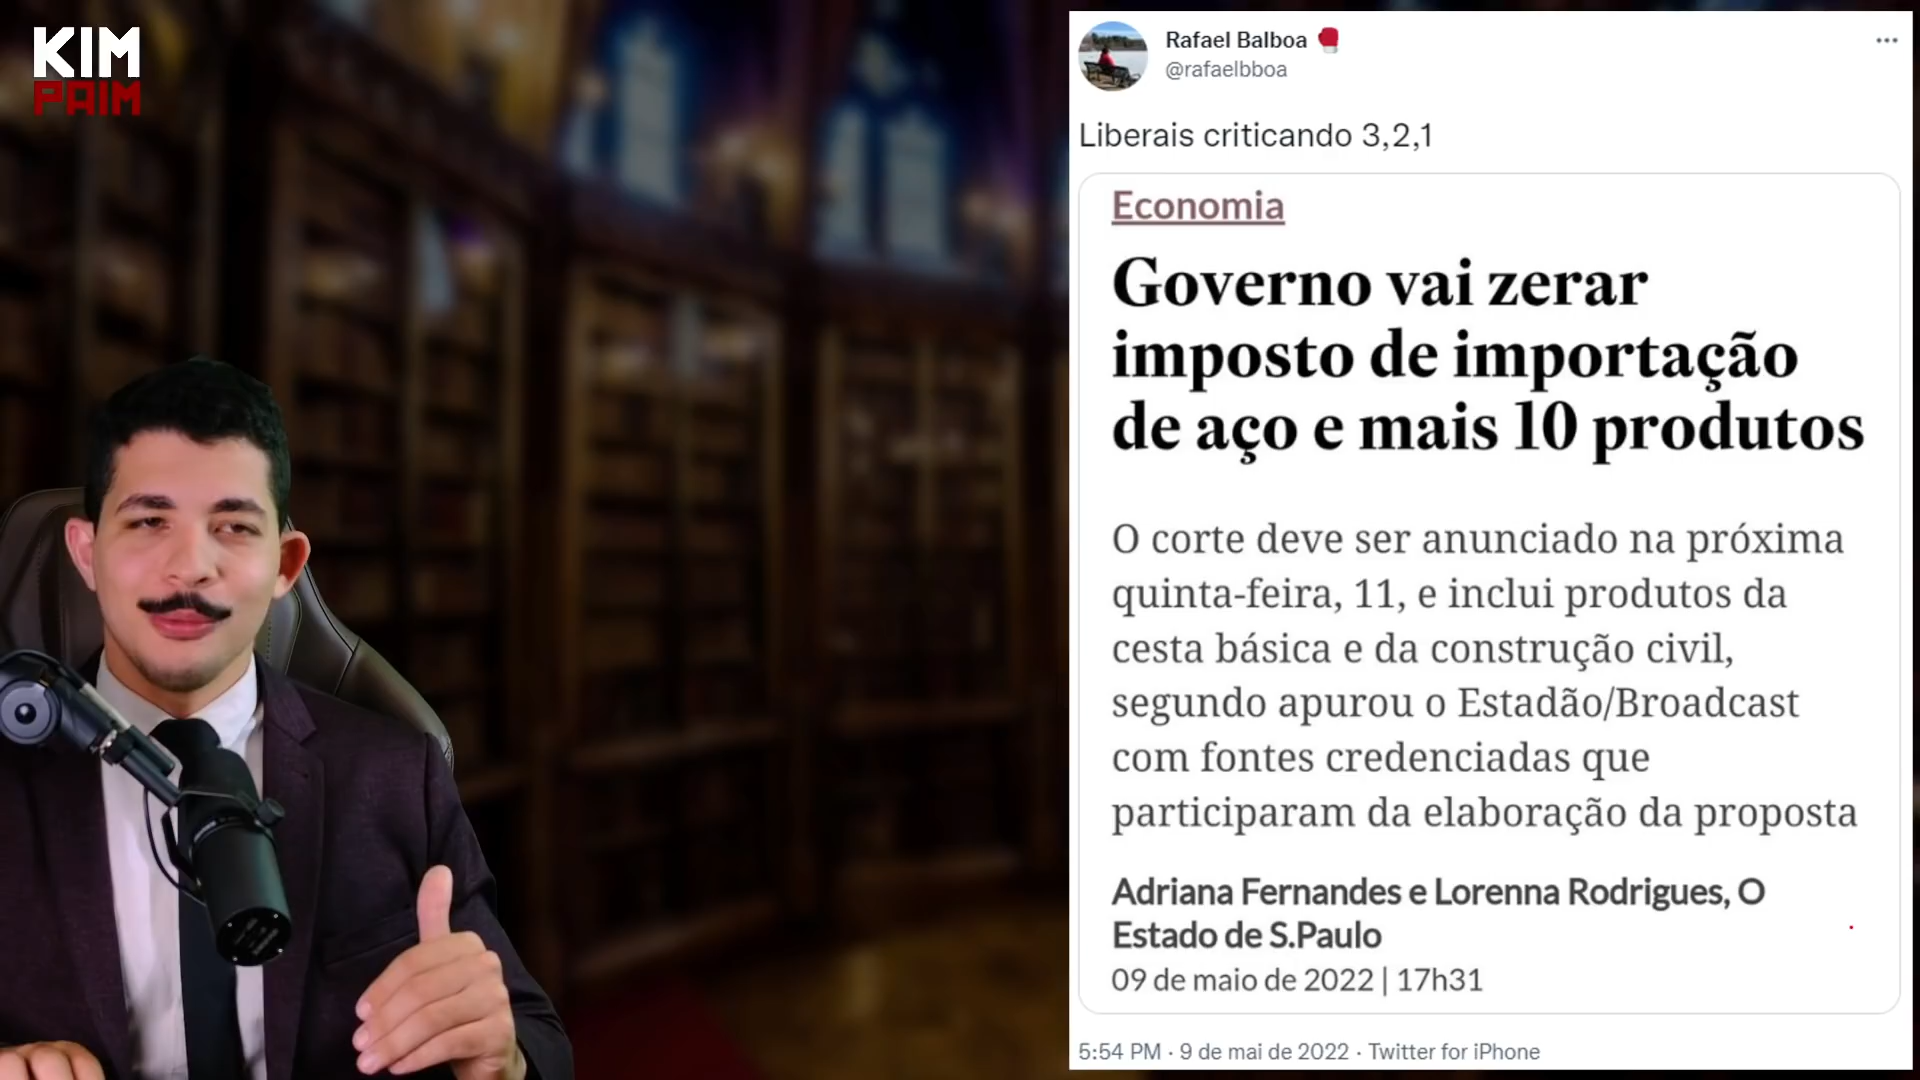 KIM
PAIM
Rafael Balboa
@rafaelbboa
Liberais criticando 3,2,1
Economia
Governo vai zerar
imposto de importação
de aço e mais 10 produtos
O corte deve ser anunciado na próxima
quinta-feira, 11, e inclui produtos da
cesta básica e da construção civil,
segundo apurou o Estadão/Broadcast
com fontes credenciadas que
participaram da elaboração da proposta
Adriana Fernandes e Lorenna Rodrigues, O
Estado de S.Paulo
09 de maio de 2022 | 17h31
5:54 PM · 9 de mai de 2022 · Twitter for iPhone